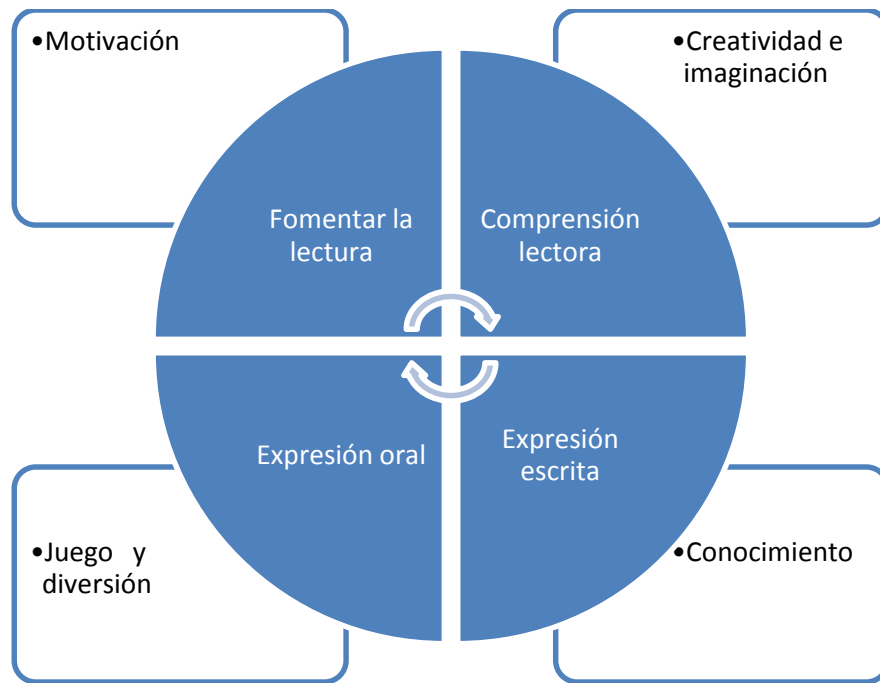 •Motivación
•Creatividad e
imaginación
Fomentar la
lectura
Comprensión
lectora
Expresión oral
Expresión
escrita
•Juego y
diversión
•Conocimiento